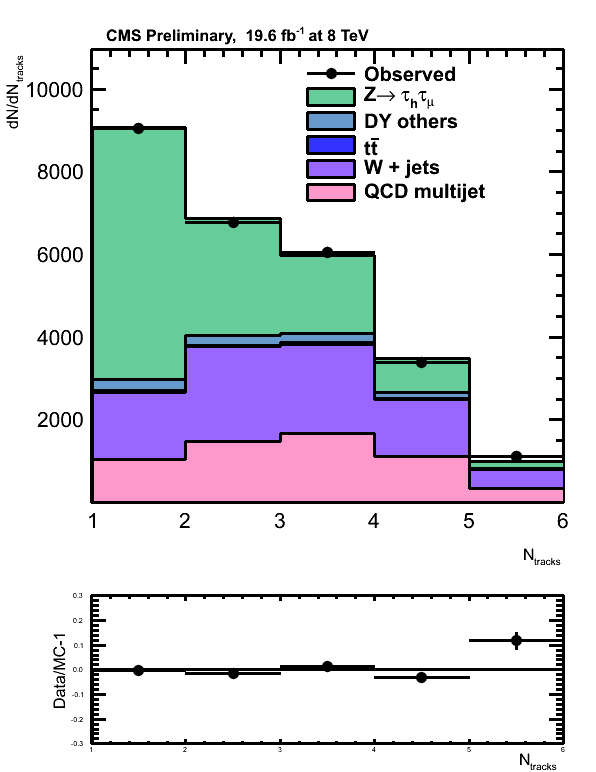 CMS Preliminary, 19.6 fb-1 at 8 TeV
dN/dNtracks
10000
8000
6000
4000
2000
Observed
Z→ τhτμ
DY others
tt̄
W + jets
QCD multijet
1 2 3 4 5 6
Ntracks
Data/MC-1
0.3
0.2
0.1
0.0
-0.1
-0.2
-0.3
1 2 3 4 5 6
Ntracks